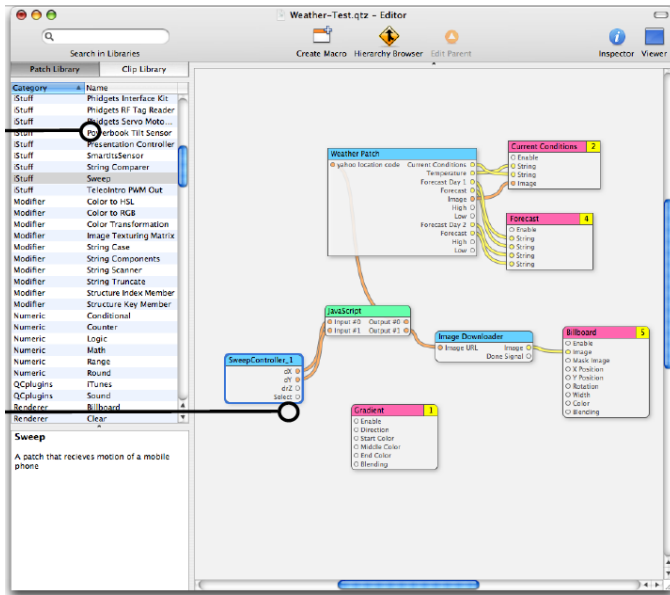 Weather-Test.qtz - Editor
Search in Libraries
Create Macro Hierarchy Browser Edit Parent
Inspector Viewer
Patch Library Clip Library
Category Name
iStuff Phidgets Interface Kit
iStuff Phidgets RF Tag Reader
iStuff Phidgets Servo Moto...
iStuff Powerbook Tilt Sensor
iStuff Presentation Controller
iStuff SmartItsSensor
iStuff String Comparer
iStuff Sweep
iStuff TeleoIntro PWM Out
Modifier Color to HSL
Modifier Color to RGB
Modifier Color Transformation
Modifier Image Texturing Matrix
Modifier String Case
Modifier String Components
Modifier String Scanner
Modifier String Truncate
Modifier Structure Index Member
Modifier Structure Key Member
Numeric Conditional
Numeric Counter
Numeric Logic
Numeric Math
Numeric Range
Numeric Round
QCplugins iTunes
QCplugins Sound
Renderer Billboard
Renderer Clear
Sweep
A patch that recieves motion of a mobile
phone
Weather Patch
yahoo location code Current Conditions
Temperature
Forecast Day 1
Forecast
Image
High
Low
Forecast Day 2
Forecast
High
Low
Current Conditions 2
Enable
String
String
Image
Forecast 4
Enable
String
String
String
String
JavaScript
Input #0 Output #0
Input #1 Output #1
SweepController_1
dX
dY
drZ
Select
Image Downloader
Image URL Image
Done Signal
Billboard 5
Enable
Image
Mask Image
X Position
Y Position
Rotation
Width
Color
Blending
Gradient 1
Enable
Direction
Start Color
Middle Color
End Color
Blending